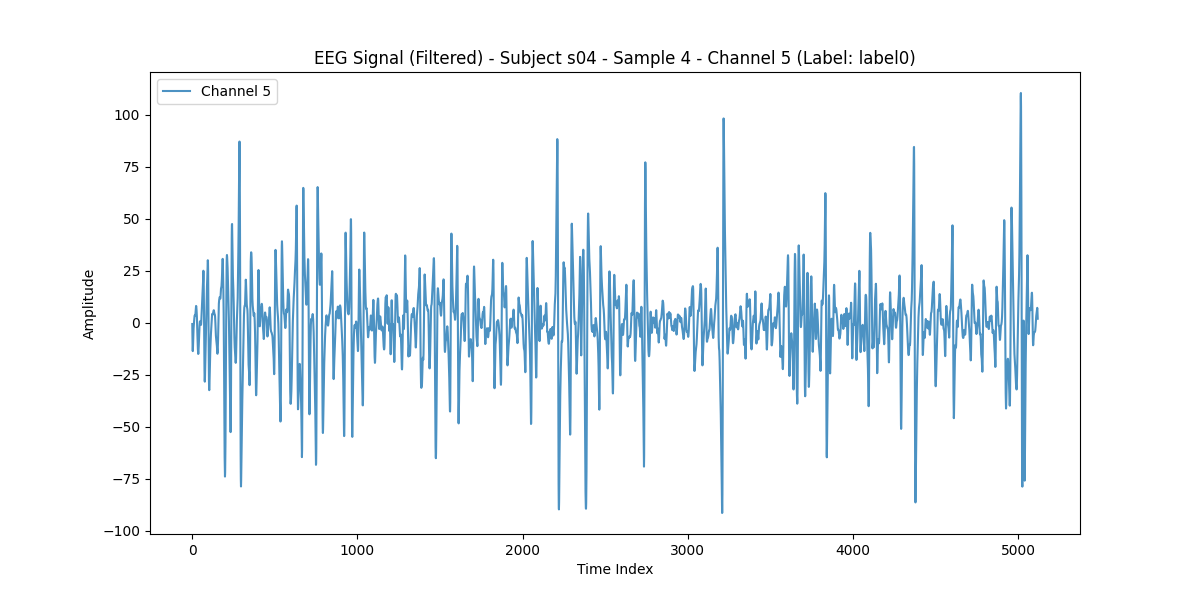 EEG Signal (Filtered) - Subject s04 - Sample 4 - Channel 5 (Label: label0)
Channel 5
100
75
50
25
0
−25
−50
−75
−100
Amplitude
0 1000 2000 3000 4000 5000
Time Index